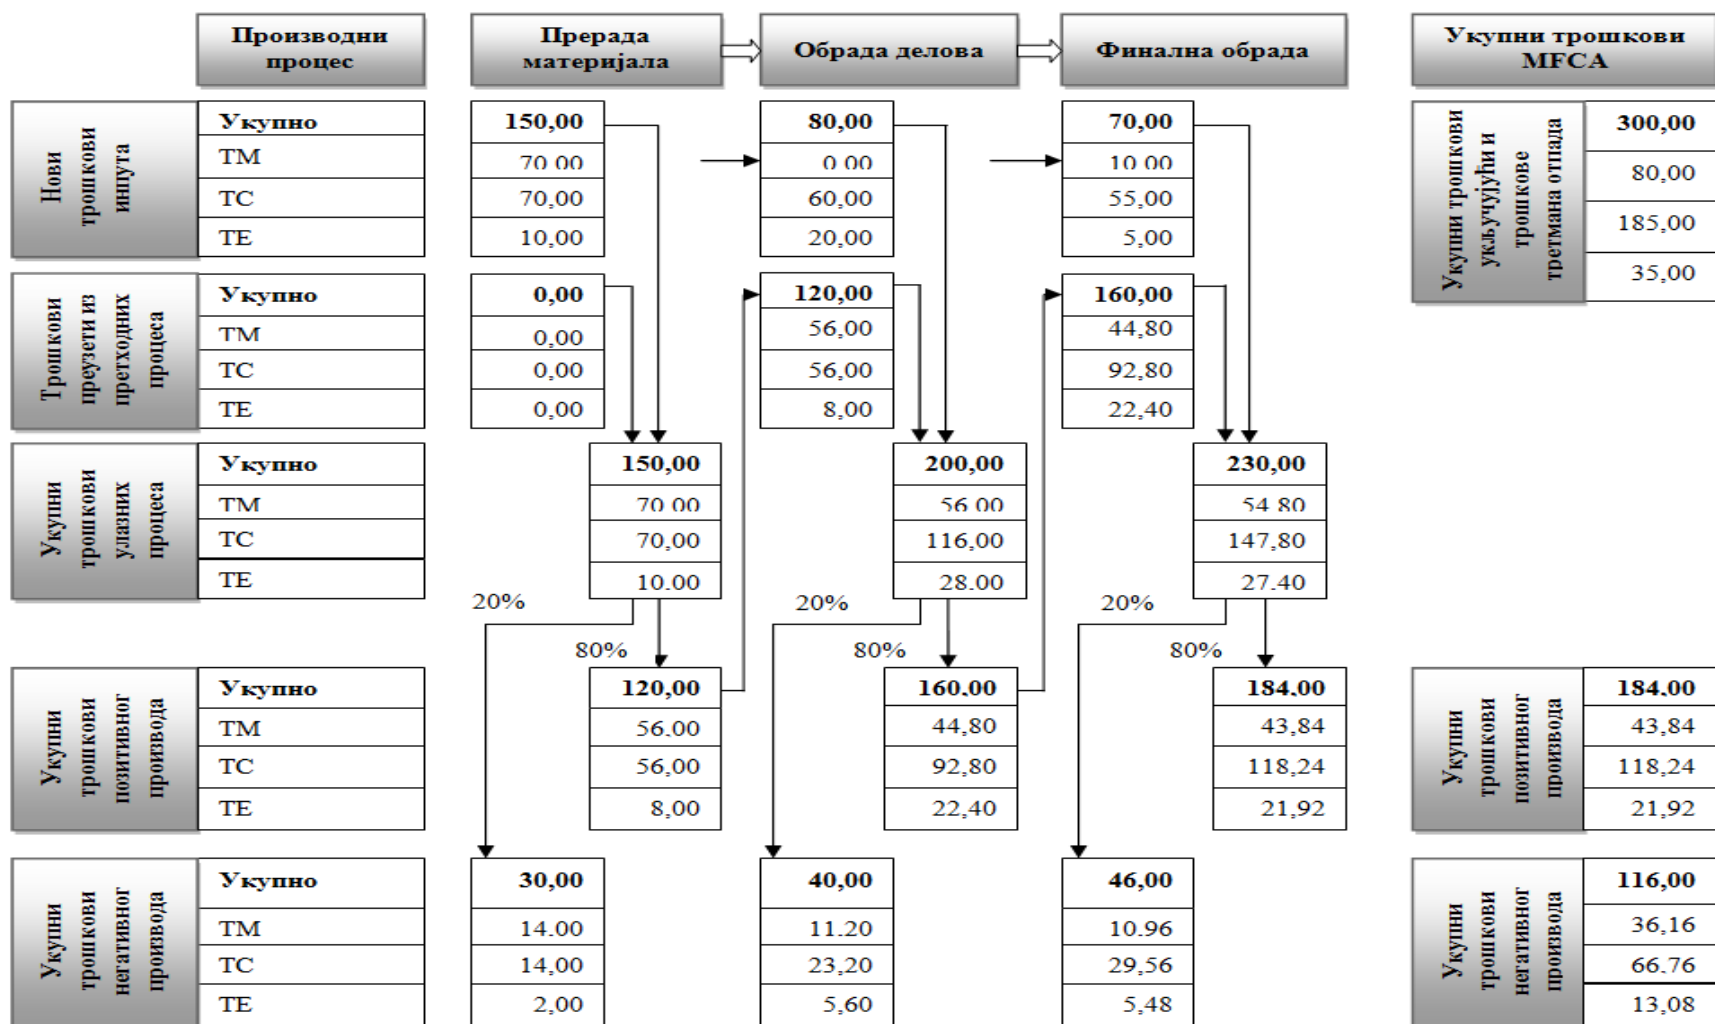 Производни
процес
Прерада
материјала
Обрада делова
Финална обрада
Укупни трошкови
MFCA
Нови
трошкови
инпута
Укупно
150,00
80,00
70,00
ТМ
70.00
0.00
10.00
ТС
70,00
60,00
55,00
ТЕ
10,00
20,00
5,00
Укупни трошкови
укључујући и
трошкове
третмана отпада
300,00
80,00
185,00
35,00
Трошкови
преузети из
претходних
процеса
Укупно
0,00
120,00
160,00
ТМ
0,00
56,00
44,80
ТС
0,00
56,00
92,80
ТЕ
0,00
8,00
22,40
Укупни
трошкови
улазних
процеса
Укупно
150,00
200,00
230,00
ТМ
70.00
56.00
54.80
ТС
70,00
116,00
147,80
ТЕ
10.00
28.00
27.40
20%
20%
20%
80%
80%
80%
Укупни
трошкови
позитивног
производа
Укупно
120,00
160.00
184.00
ТМ
56.00
44,80
43,84
ТС
56,00
92,80
118,24
ТЕ
8,00
22,40
21,92
Укупни
трошкови
позитивног
производа
184.00
43,84
118,24
21,92
Укупни
трошкови
негативног
производа
Укупно
30,00
40,00
46,00
ТМ
14.00
11.20
10.96
ТС
14,00
23,20
29,56
ТЕ
2,00
5,60
5,48
Укупни
трошкови
негативног
производа
116,00
36,16
66.76
13,08